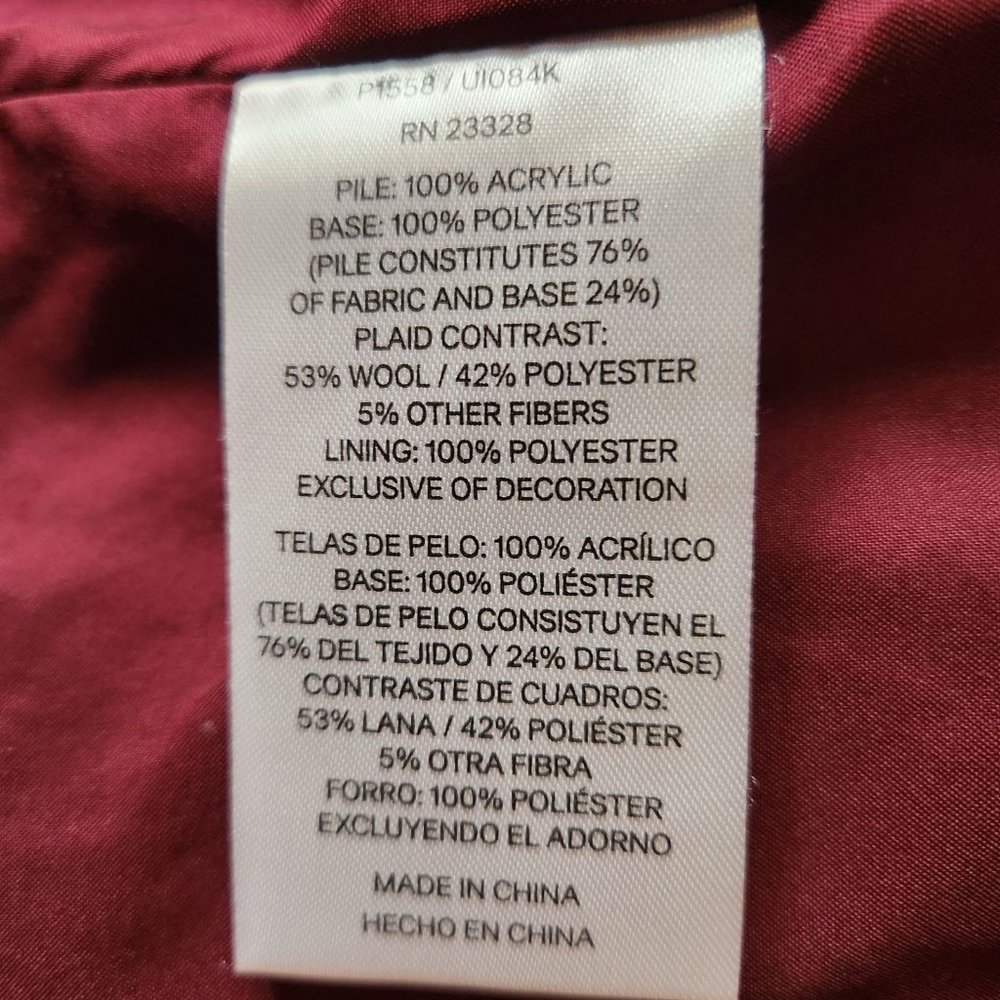 P1558 / UI084K
RN 23328
PILE: 100% ACRYLIC
BASE: 100% POLYESTER
(PILE CONSTITUTES 76%
OF FABRIC AND BASE 24%)
PLAID CONTRAST:
53% WOOL / 42% POLYESTER
5% OTHER FIBERS
LINING: 100% POLYESTER
EXCLUSIVE OF DECORATION
TELAS DE PELO: 100% ACRÍLICO
BASE: 100% POLIÉSTER
(TELAS DE PELO CONSISTUYEN EL
76% DEL TEJIDO Y 24% DEL BASE)
CONTRASTE DE CUADROS:
53% LANA / 42% POLIÉSTER
5% OTRA FIBRA
FORRO: 100% POLIÉSTER
EXCLUYENDO EL ADORNO
MADE IN CHINA
HECHO EN CHINA